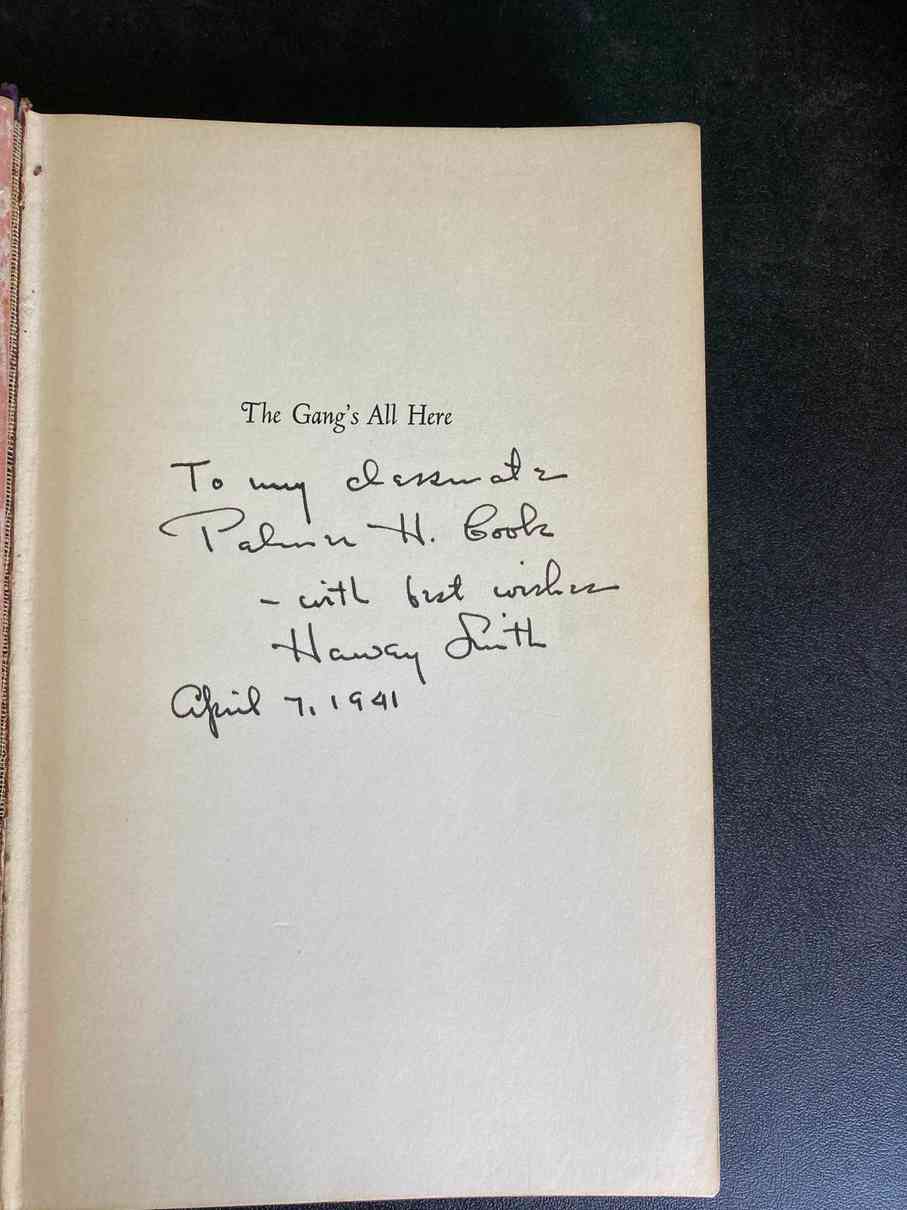 The Gang's All Here
To my classmate
Palmer H. Cook
- with best wishes
Harvey Smith
April 7, 1941